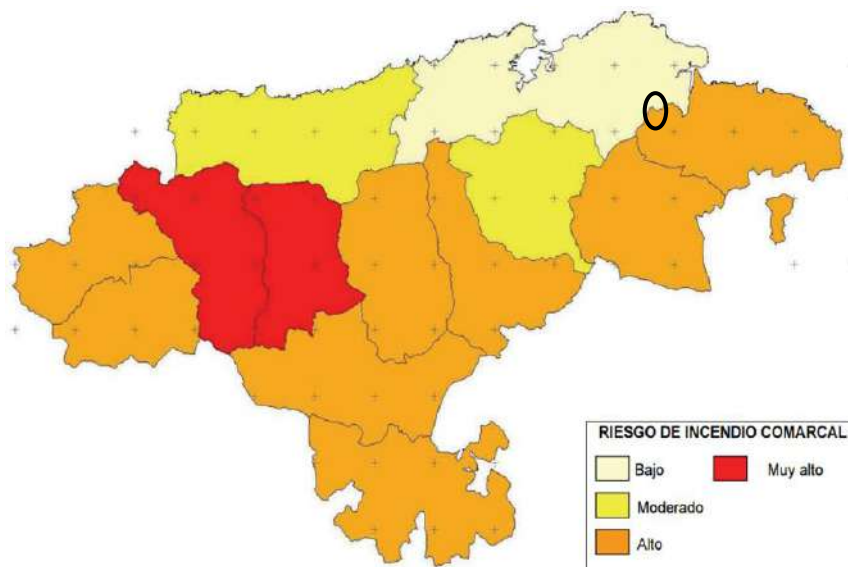 RIESGO DE INCENDIO COMARCAL
Bajo
Muy alto
Moderado
Alto